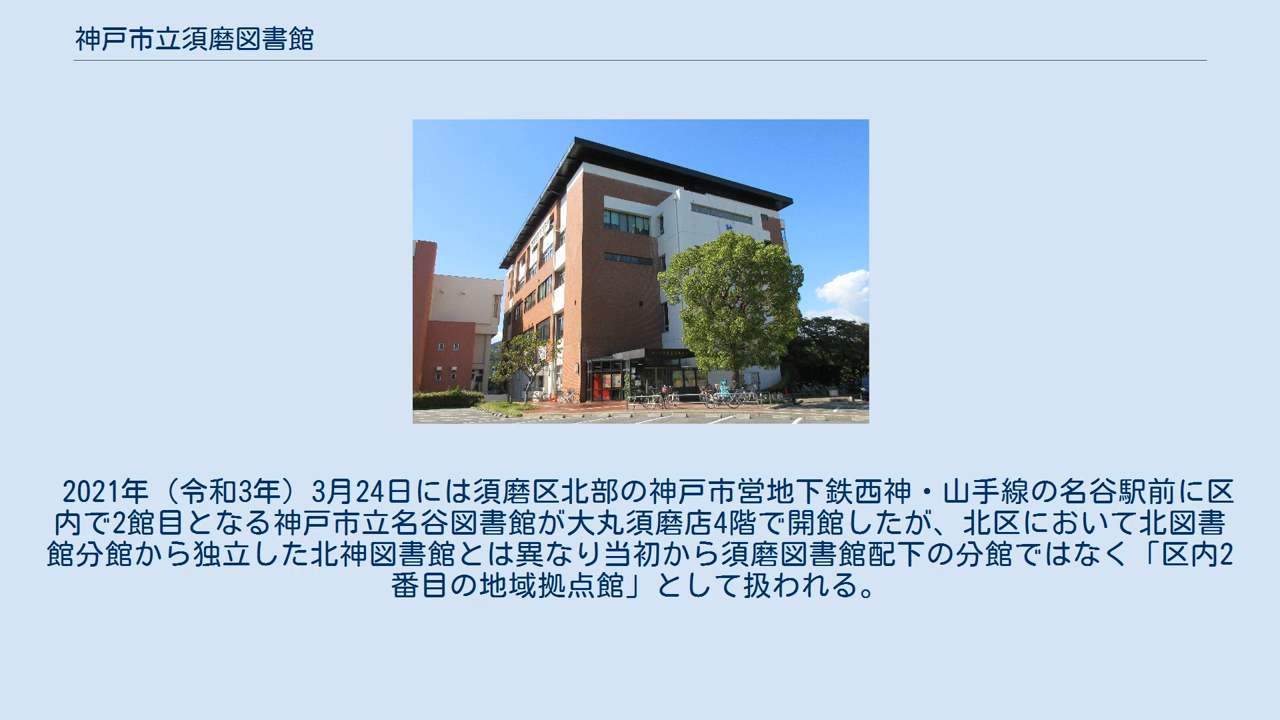 神戸市立須磨図書館
2021年（令和3年）3月24日には須磨区北部の神戸市営地下鉄西神・山手線の名谷駅前に区
内で2館目となる神戸市立名谷図書館が大丸須磨店4階で開館したが、北区において北図書
館分館から独立した北神図書館とは異なり当初から須磨図書館配下の分館ではなく「区内2
番目の地域拠点館」として扱われる。